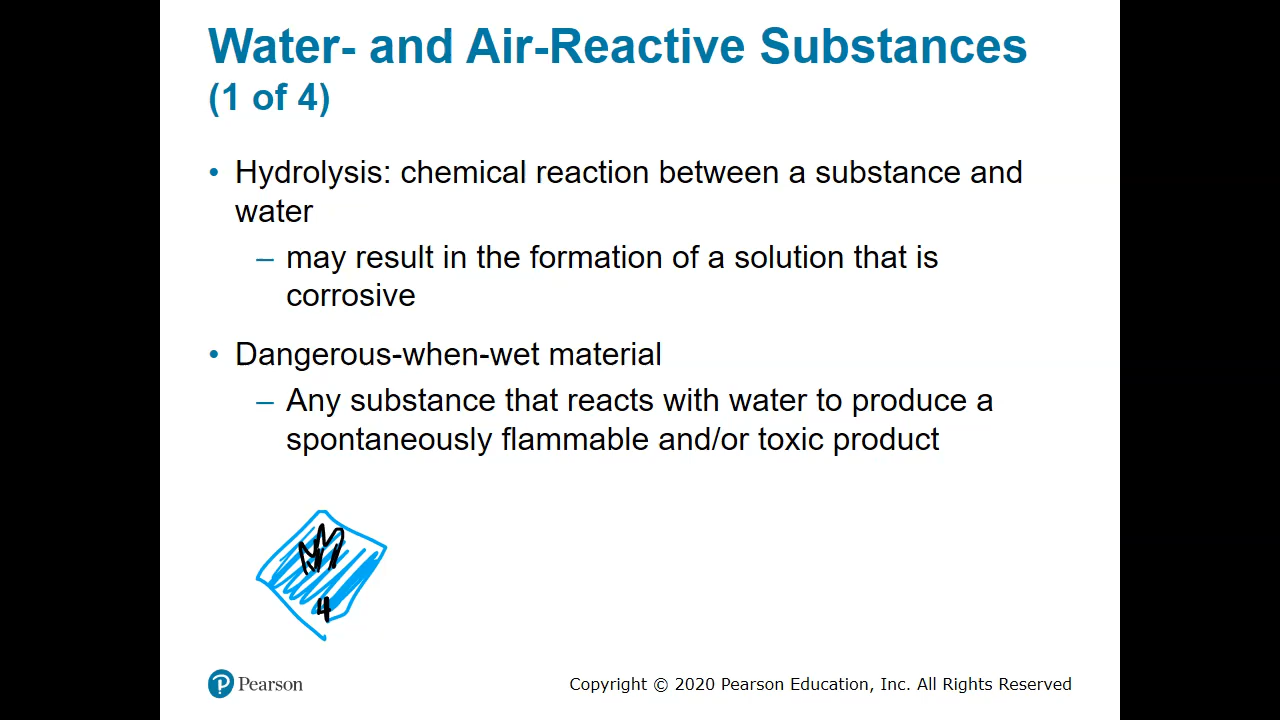 Water- and Air-Reactive Substances
(1 of 4)
• Hydrolysis: chemical reaction between a substance and
water
– may result in the formation of a solution that is
corrosive
• Dangerous-when-wet material
– Any substance that reacts with water to produce a
spontaneously flammable and/or toxic product
4
Pearson
Copyright © 2020 Pearson Education, Inc. All Rights Reserved